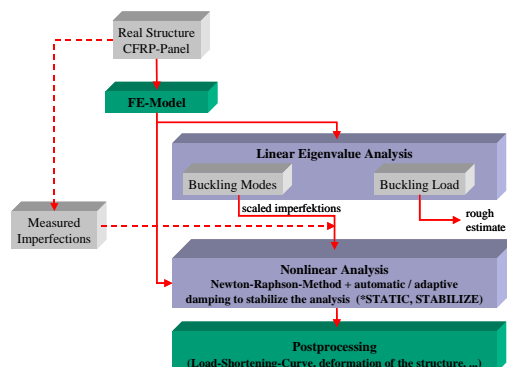 Real Structure
CFRP-Panel
FE-Model
Linear Eigenvalue Analysis
Buckling Modes
Buckling Load
scaled imperfektions
rough
estimate
Measured
Imperfections
Nonlinear Analysis
Newton-Raphson-Method + automatic / adaptive
damping to stabilize the analysis (*STATIC, STABILIZE)
Postprocessing
(Load-Shortening-Curve, deformation of the structure, ...)